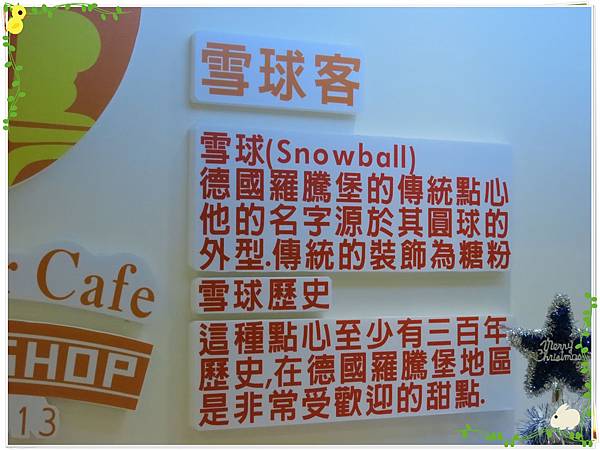 雪球客
雪球(Snowball)
德國羅騰堡的傳統點心
他的名字源於其圓球的
外型.傳統的裝飾為糖粉
雪球歷史
這種點心至少有三百年
歷史,在德國羅騰堡地區
是非常受歡迎的甜點.
r Cafe
SHOP
13
Merry
Christmas